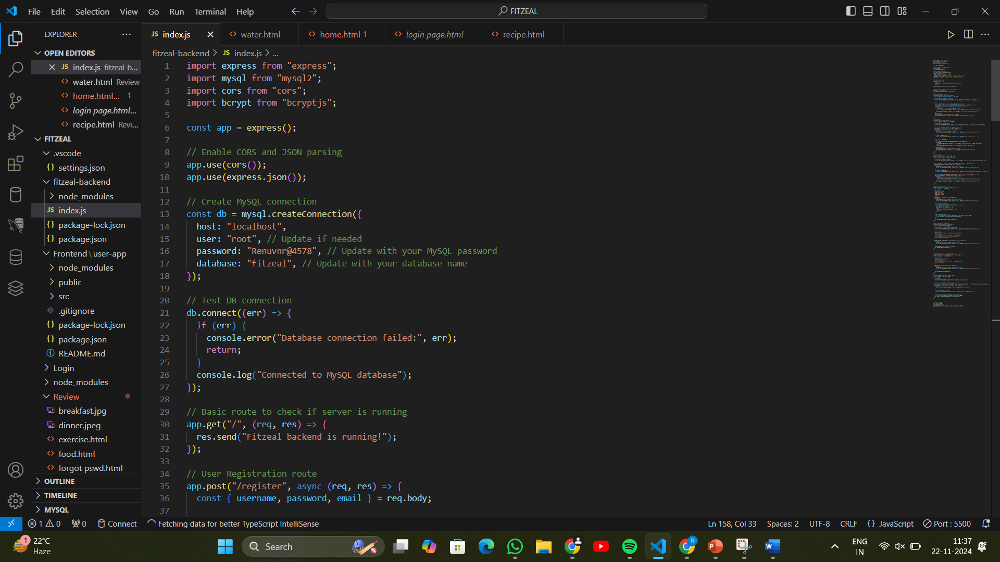 File Edit Selection View Go Run Terminal Help
FITZEAL
EXPLORER
OPEN EDITORS
JS index.js fitzeal-b...
<> water.html Review
<> home.html... 1
<> login page.html...
<> recipe.html Revi...
FITZEAL
.vscode
{} settings.json
fitzeal-backend
node_modules
JS index.js
{} package-lock.json
{} package.json
Frontend\user-app
node_modules
public
src
.gitignore
{} package-lock.json
{} package.json
README.md
Login
node_modules
Review
breakfast.jpg
dinner.jpeg
<> exercise.html
<> food.html
<> forgot pswd.html
OUTLINE
TIMELINE
MYSQL
JS index.js
<> water.html
<> home.html 1
<> login page.html
<> recipe.html
fitzeal-backend > JS index.js > ...
1 import express from "express";
2 import mysql from "mysql2";
3 import cors from "cors";
4 import bcrypt from "bcryptjs";
5
6 const app = express();
7
8 // Enable CORS and JSON parsing
9 app.use(cors());
10 app.use(express.json());
11
12 // Create MySQL connection
13 const db = mysql.createConnection({
14 host: "localhost",
15 user: "root", // Update if needed
16 password: "Renuvnr@4578", // Update with your MySQL password
17 database: "fitzeal", // Update with your database name
18 });
19
20 // Test DB connection
21 db.connect((err) => {
22 if (err) {
23 console.error("Database connection failed:", err);
24 return;
25 }
26 console.log("Connected to MySQL database");
27 });
28
29 // Basic route to check if server is running
30 app.get("/", (req, res) => {
31 res.send("Fitzeal backend is running!");
32 });
33
34 // User Registration route
35 app.post("/register", async (req, res) => {
36 const { username, password, email } = req.body;
37
1 0 0 Connect Fetching data for better TypeScript IntelliSense
Ln 158, Col 33 Spaces: 2 UTF-8 CRLF {} JavaScript Port : 5500
1 22°C
Haze
Search
R
ENG
IN
11:37
22-11-2024